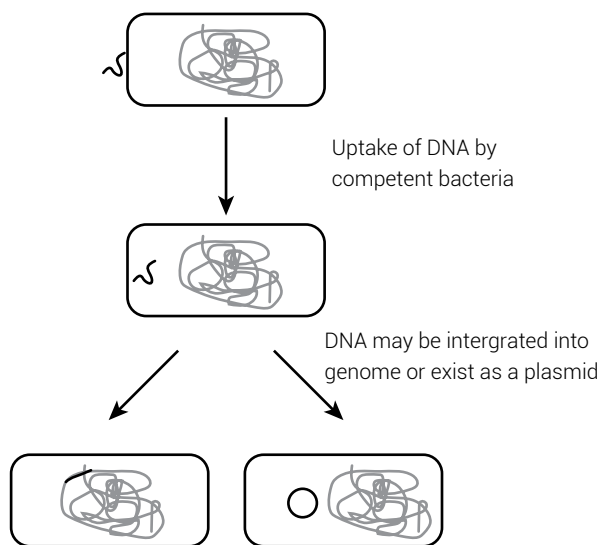 Uptake of DNA by
competent bacteria
DNA may be intergrated into
genome or exist as a plasmid